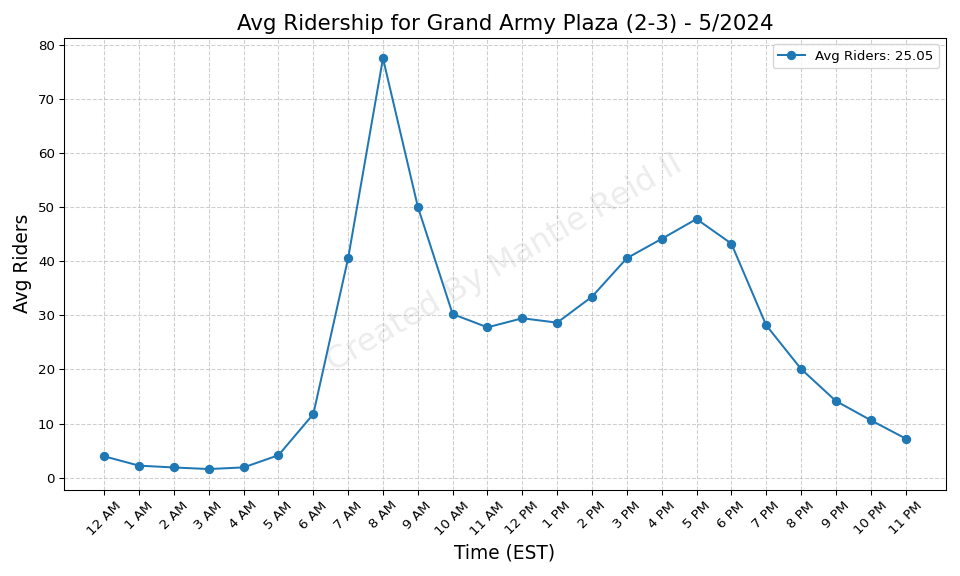 Avg Ridership for Grand Army Plaza (2-3) - 5/2024
Avg Riders: 25.05
80
70
60
50
40
30
20
10
0
Avg Riders
Created By Mantie Reid II
12 AM 1 AM 2 AM 3 AM 4 AM 5 AM 6 AM 7 AM 8 AM 9 AM 10 AM 11 AM 12 PM 1 PM 2 PM 3 PM 4 PM 5 PM 6 PM 7 PM 8 PM 9 PM 10 PM 11 PM
Time (EST)